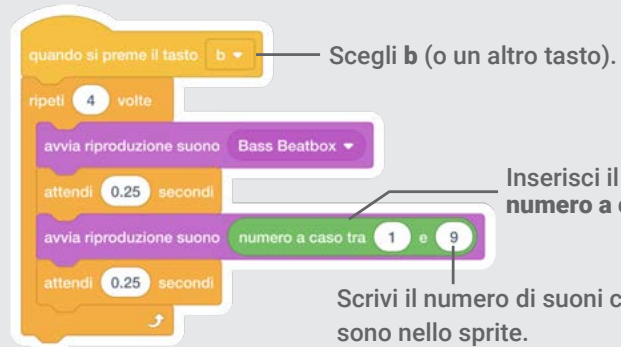 quando si preme il tasto b
Scegli b (o un altro tasto).
ripeti 4 volte
avvia riproduzione suono Bass Beatbox
attendi 0.25 secondi
Inserisci il
numero a
avvia riproduzione suono numero a caso tra 1 e 9
attendi 0.25 secondi
Scrivi il numero di suoni
sono nello sprite.